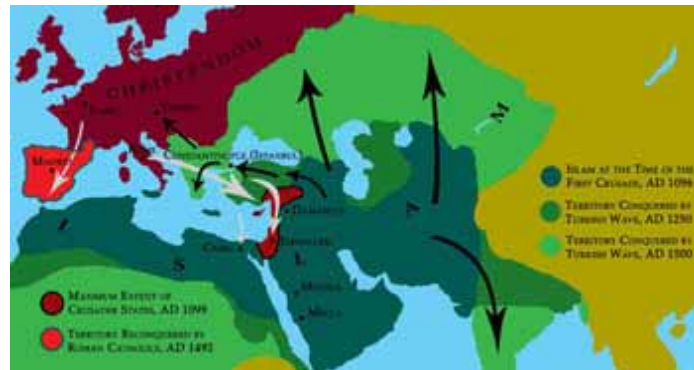 CHRISTENDOM
PARIS
VIENNA
MADRID
CONSTANTINOPLE (ISTANBUL)
DAMASCUS
JERUSALEM
CAIRO
MEDINA
MECCA
I
S
L
A
M
ISLAM AT THE TIME OF THE
FIRST CRUSADE, AD 1096
TERRITORY CONQUERED BY
TURKISH WAVE, AD 1250
TERRITORY CONQUERED BY
TURKISH WAVE, AD 1500
MAXIMUM EXTENT OF
CRUSADER STATES, AD 1099
TERRITORY RECONQUERED BY
ROMAN CATHOLICS, AD 1492